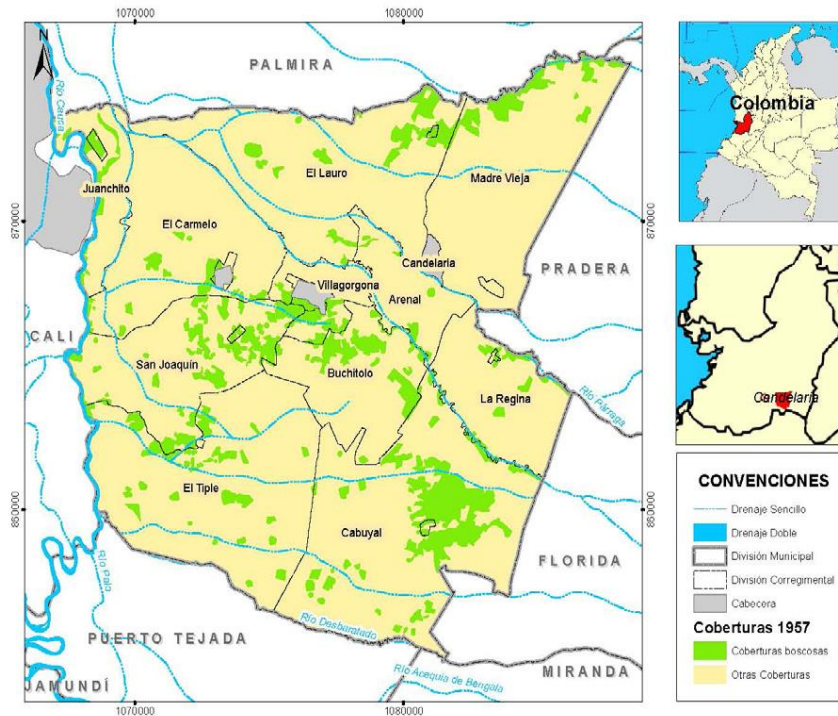 1070000
1080000
PALMIRA
Río Cauca
Juanchito
El Lauro
Madre Vieja
870000
El Carmelo
870000
Candelaria
PRADERA
Villagorgona
Arenal
CALI
San Joaquín
Buchitolo
La Regina
Río Párraga
El Tiple
860000
860000
Cabuyal
FLORIDA
Río Palo
Río Desbaratado
PUERTO TEJADA
MIRANDA
JAMUNDÍ
Río Acequia de Bengala
1070000
1080000
Colombia
Candelaria
CONVENCIONES
Drenaje Sencillo
Drenaje Doble
División Municipal
División Corregimental
Cabecera
Coberturas 1957
Coberturas boscosas
Otras Coberturas